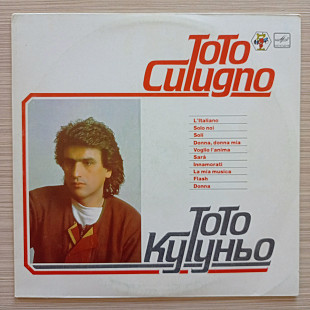 Toto
Cutugno
L'Italiano
Solo noi
Soli
Donna, donna mia
Voglio l'anima
Sarà
Innamorati
La mia musica
Flash
Donna
Тото
Кутуньо